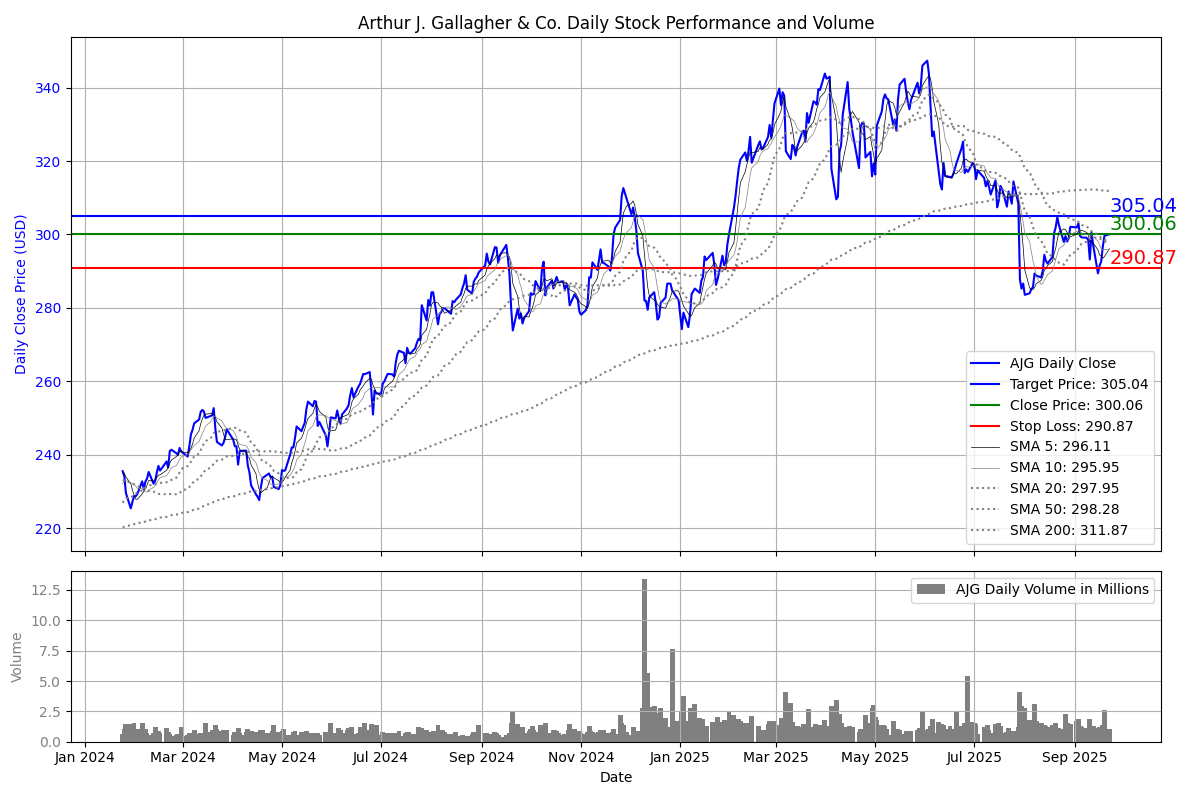 Arthur J. Gallagher & Co. Daily Stock Performance and Volume
Daily Close Price (USD)
340
320
300
280
260
240
220
305.04
300.06
290.87
AJG Daily Close
Target Price: 305.04
Close Price: 300.06
Stop Loss: 290.87
SMA 5: 296.11
SMA 10: 295.95
SMA 20: 297.95
SMA 50: 298.28
SMA 200: 311.87
Volume
12.5
10.0
7.5
5.0
2.5
0.0
AJG Daily Volume in Millions
Jan 2024 Mar 2024 May 2024 Jul 2024 Sep 2024 Nov 2024 Jan 2025 Mar 2025 May 2025 Jul 2025 Sep 2025
Date